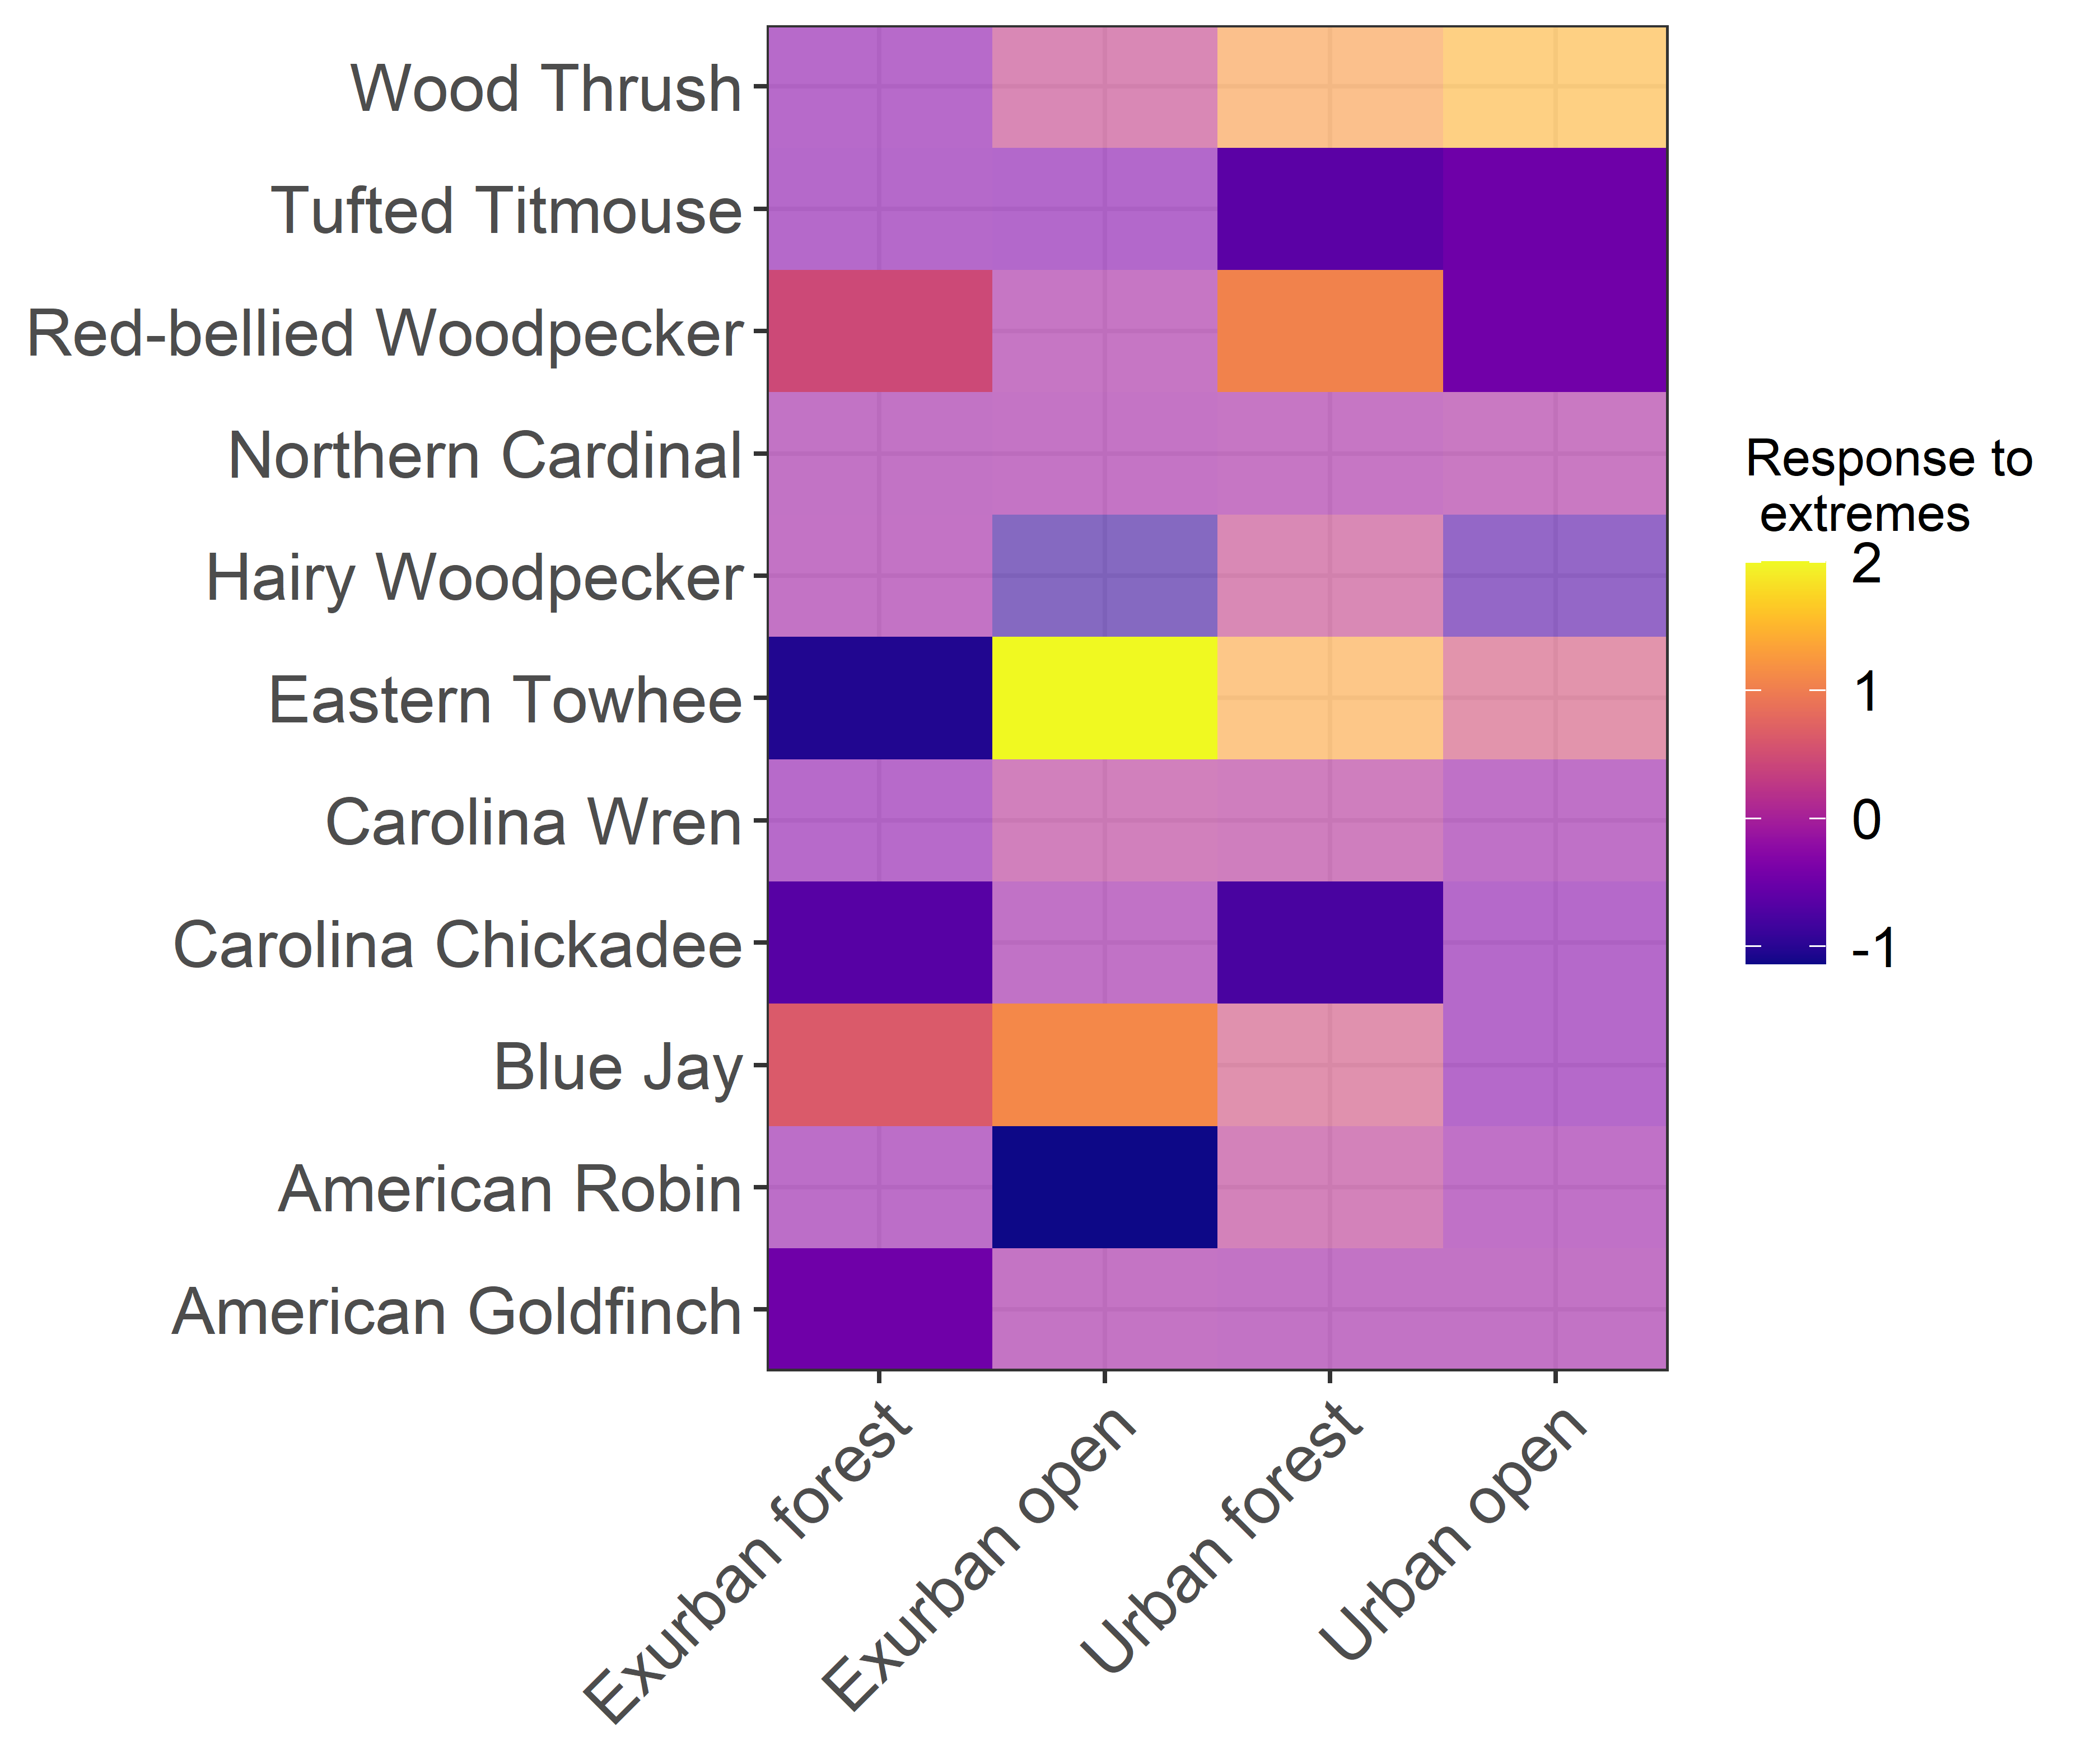 Wood Thrush
Tufted Titmouse
Red-bellied Woodpecker
Northern Cardinal
Hairy Woodpecker
Eastern Towhee
Carolina Wren
Carolina Chickadee
Blue Jay
American Robin
American Goldfinch
Exurban forest
Exurban open
Urban forest
Urban open
Response to
extremes
2
1
0
-1